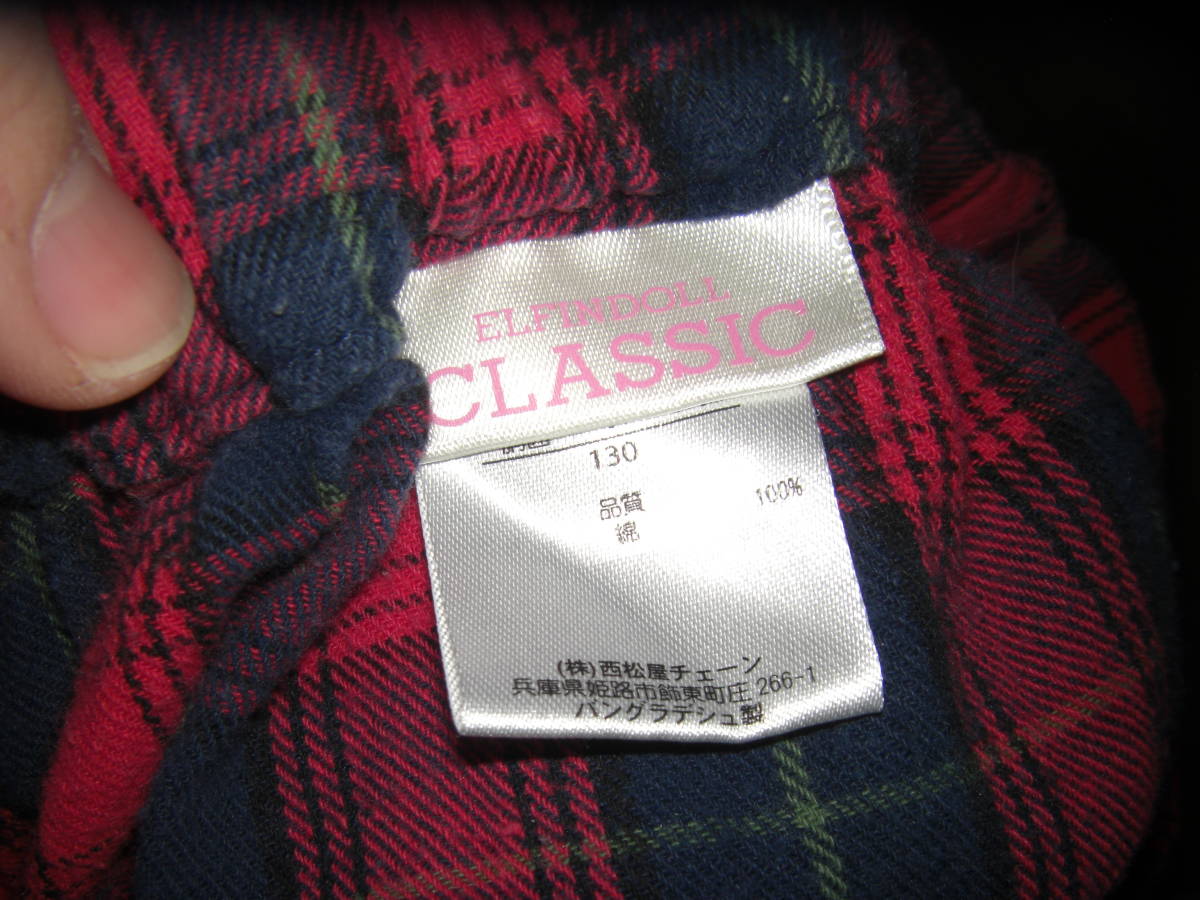 ELFINDOLL
CLASSIC
130
品質
綿 100%
(株)西松屋チェーン
兵庫県姫路市飾東町庄 266-1
バングラデシュ製